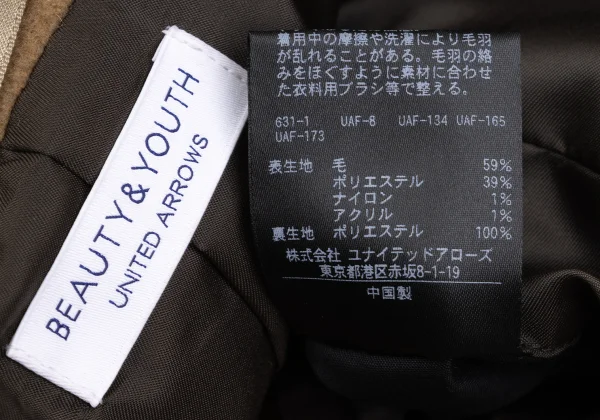 BEAUTY&YOUTH
UNITED ARROWS
着用中の摩擦や洗濯により毛羽
が乱れることがある。毛羽の絡
みをほぐすように素材に合わせ
た衣料用ブラシ等で整える。
631-1 UAF-8 UAF-134 UAF-165
UAF-173
表生地 毛 59%
ポリエステル 39%
ナイロン 1%
アクリル 1%
裏生地 ポリエステル 100%
株式会社 ユナイテッドアローズ
東京都港区赤坂8-1-19
中国製